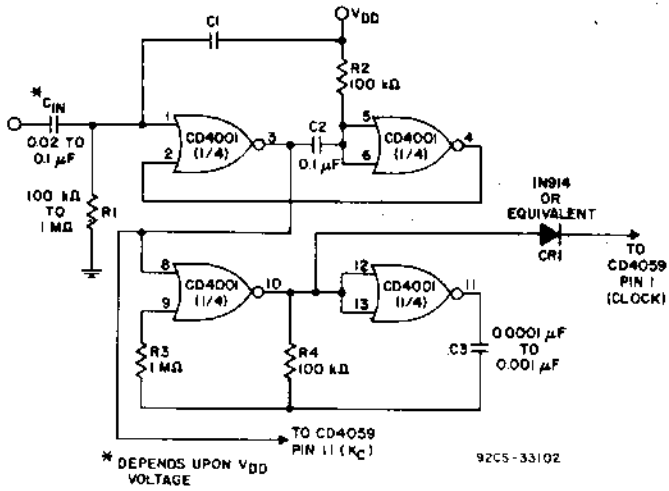 C1
VDD
R2
100 kΩ
*CIN
0.02 TO
0.1 µF
1
2
CD4001
(1/4)
3
C2
0.1 µF
5
6
CD4001
(1/4)
4
100 kΩ
TO
1 MΩ
R1
IN914
OR
EQUIVALENT
CR1
TO
CD4059
PIN 1
(CLOCK)
8
9
CD4001
(1/4)
10
12
13
CD4001
(1/4)
11
R3
1 MΩ
R4
100 kΩ
C3
0.0001 µF
TO
0.001 µF
TO CD4059
PIN 11 (KC)
* DEPENDS UPON VDD
VOLTAGE
92CS-33102